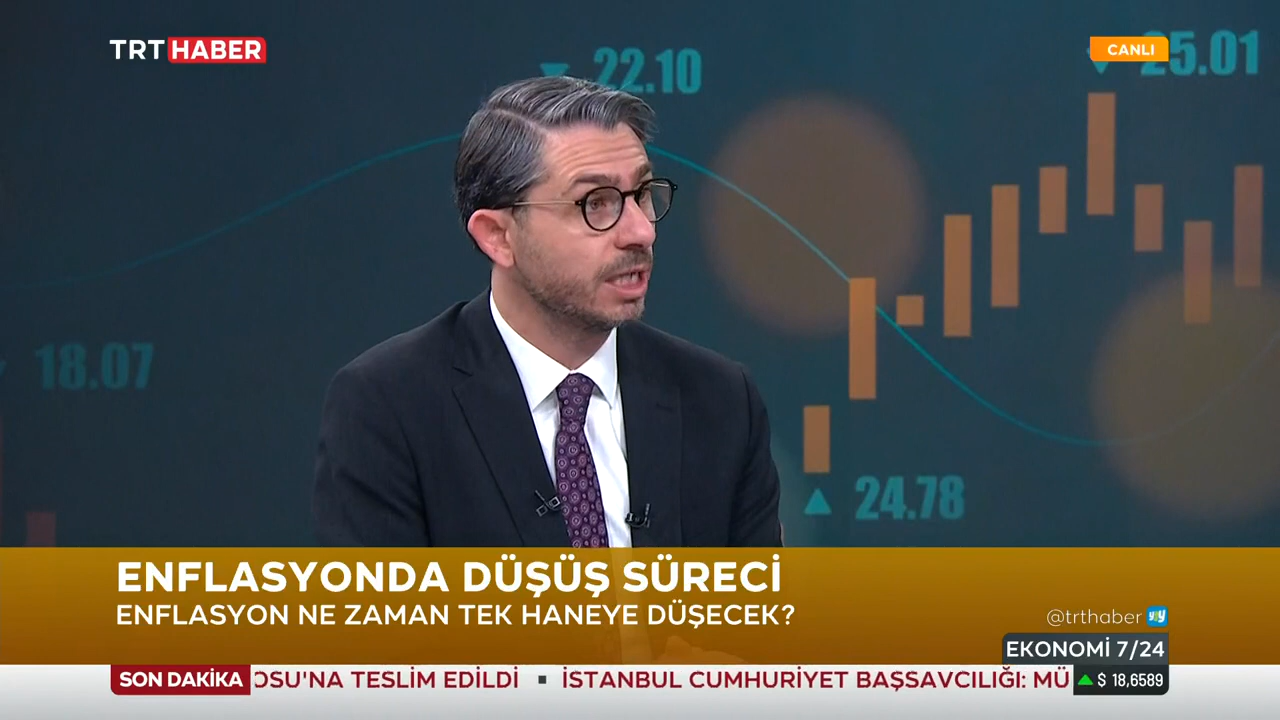 TRT HABER
CANLI
22.10
25.01
18.07
24.78
ENFLASYONDA DÜŞÜŞ SÜRECİ
ENFLASYON NE ZAMAN TEK HANEYE DÜŞECEK?
@trthaber
EKONOMİ 7/24
SON DAKİKA OSU'NA TESLİM EDİLDİ ▪ İSTANBUL CUMHURİYET BAŞSAVCILIĞI: MÜ
$ 18,6589